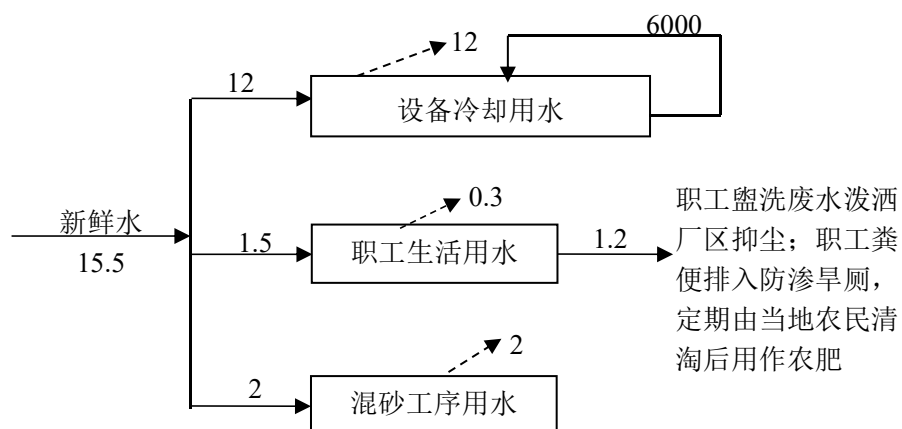 6000
12
12
设备冷却用水
新鲜水
15.5
0.3
1.5
职工生活用水
1.2
职工盥洗废水泼洒
厂区抑尘；职工粪
便排入防渗旱厕，
定期由当地农民清
淘后用作农肥
2
2
混砂工序用水